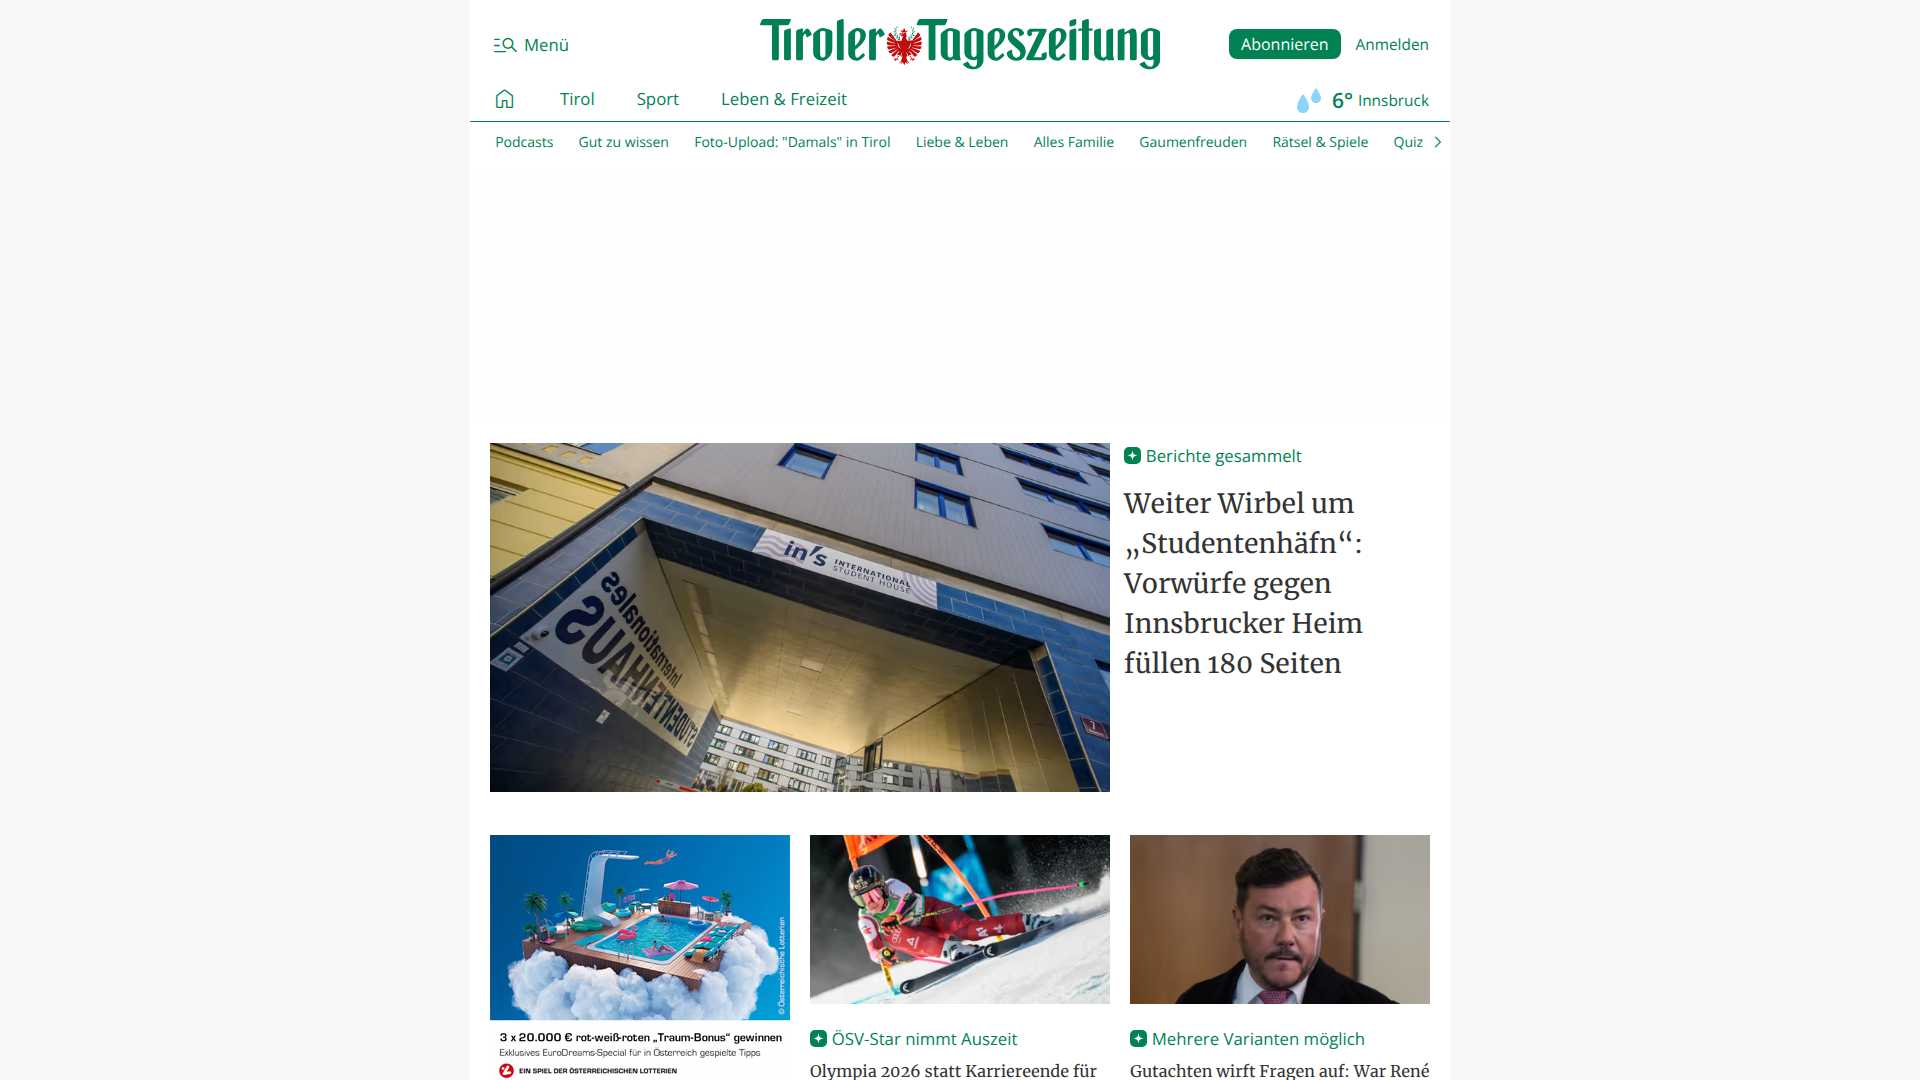 Menü
Tiroler Tageszeitung
Abonnieren
Anmelden
Tirol
Sport
Leben & Freizeit
6° Innsbruck
Podcasts
Gut zu wissen
Foto-Upload: "Damals" in Tirol
Liebe & Leben
Alles Familie
Gaumenfreuden
Rätsel & Spiele
Quiz
in's INTERNATIONAL
STUDENT HOUSE
Internationales
STUDENTENHAUS
Berichte gesammelt
Weiter Wirbel um
„Studentenhäfn“:
Vorwürfe gegen
Innsbrucker Heim
füllen 180 Seiten
© Österreichische Lotterien
3 x 20.000 € rot-weiß-roten „Traum-Bonus“ gewinnen
Exklusives EuroDreams-Special für in Österreich gespielte Tipps
EIN SPIEL DER ÖSTERREICHISCHEN LOTTERIEN
ÖSV-Star nimmt Auszeit
Olympia 2026 statt Karriereende für
Mehrere Varianten möglich
Gutachten wirft Fragen auf: War René